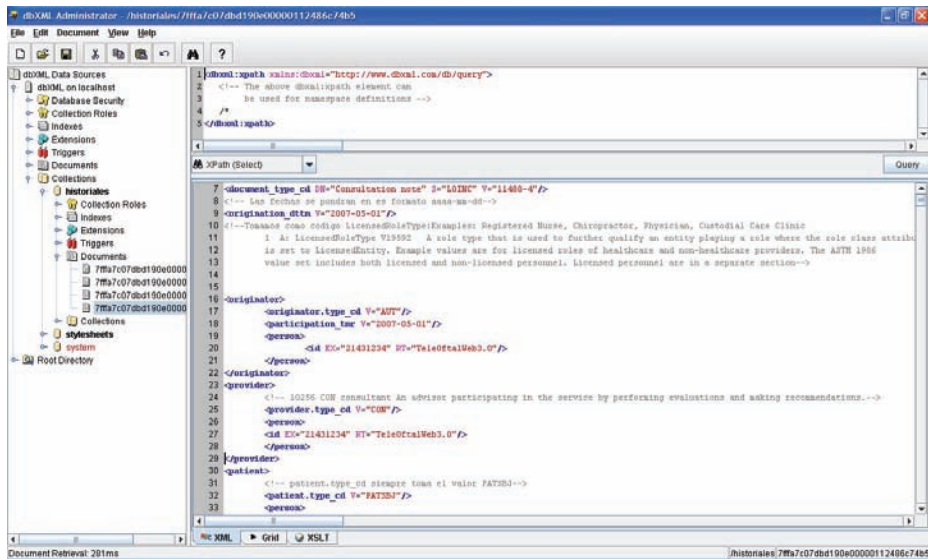 dbXML Administrator - /historiales/7fffa7c07dbd190e00000112486c74b5
File Edit Document View Help
dbXML Data Sources
dbXML on localhost
Database Security
Collection Roles
Indexes
Extensions
Triggers
Documents
Collections
historiales
Collection Roles
Indexes
Extensions
Triggers
Documents
7fffa7c07dbd190e0000
7fffa7c07dbd190e0000
7fffa7c07dbd190e0000
7fffa7c07dbd190e0000
Collections
stylesheets
system
Root Directory
1 <dbxml:xpath xmlns:dbxml="http://www.dbxml.com/db/query">
2 <!-- The above dbxml:xpath element can
3 be used for namespace definitions -->
4 /*
5 </dbxml:xpath>
XPath (Select)
Query
7 <document_type_cd DN="Consultation note" S="LOINC" V="11488-4"/>
8 <!-- Las fechas se pondran en es formato aaaa-mm-dd-->
9 <origination_dttm V="2007-05-01"/>
10 <!--Tomamos como codigo LicensedRoleType:Examples: Registered Nurse, Chiropractor, Physician, Custodial Care Clinic
11 1 A: LicensedRoleType V19592 A role type that is used to further qualify an entity playing a role where the role class attribu
12 is set to LicensedEntity. Example values are for licensed roles of healthcare and non-healthcare providers. The ASTM 1986
13 value set includes both licensed and non-licensed personnel. Licensed personnel are in a separate section-->
14
15
16 <originator>
17 <originator.type_cd V="AUT"/>
18 <participation_tmr V="2007-05-01"/>
19 <person>
20 <id EX="21431234" RT="TeleOftalWeb3.0"/>
21 </person>
22 </originator>
23 <provider>
24 <!-- 10256 CON consultant An advisor participating in the service by performing evaluations and making recomendations.-->
25 <provider.type_cd V="CON"/>
26 <person>
27 <id EX="21431234" RT="TeleOftalWeb3.0"/>
28 </person>
29 </provider>
30 <patient>
31 <!-- patient.type_cd siempre toma el valor PATSBJ-->
32 <patient.type_cd V="PATSBJ"/>
33 <person>
XML Grid XSLT
Document Retrieval: 281ms
/historiales 7fffa7c07dbd190e00000112486c74b5